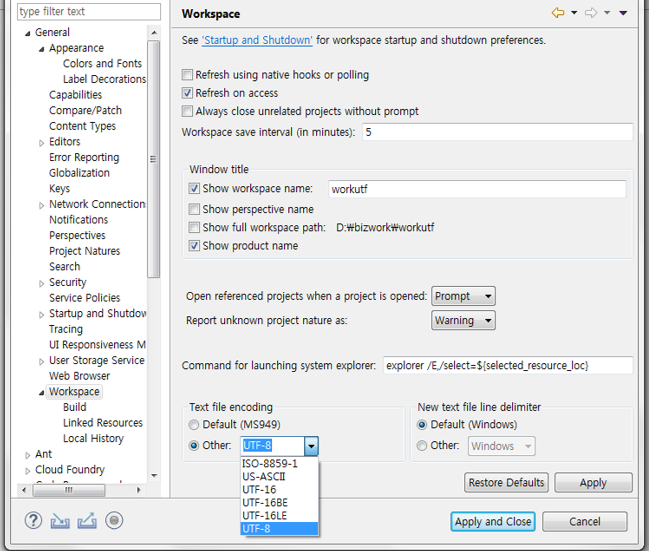 type filter text
General
Appearance
Colors and Fonts
Label Decorations
Capabilities
Compare/Patch
Content Types
Editors
Error Reporting
Globalization
Keys
Network Connection
Notifications
Perspectives
Project Natures
Search
Security
Service Policies
Startup and Shutdow
Tracing
UI Responsiveness M
User Storage Service
Web Browser
Workspace
Build
Linked Resources
Local History
Ant
Cloud Foundry
Workspace
See 'Startup and Shutdown' for workspace startup and shutdown preferences.
Refresh using native hooks or polling
Refresh on access
Always close unrelated projects without prompt
Workspace save interval (in minutes): 5
Window title
Show workspace name: workutf
Show perspective name
Show full workspace path: D:₩bizwork₩workutf
Show product name
Open referenced projects when a project is opened: Prompt
Report unknown project nature as: Warning
Command for launching system explorer: explorer /E,/select=${selected_resource_loc}
Text file encoding
Default (MS949)
Other: UTF-8
ISO-8859-1
US-ASCII
UTF-16
UTF-16BE
UTF-16LE
UTF-8
New text file line delimiter
Default (Windows)
Other: Windows
Restore Defaults Apply
Apply and Close Cancel